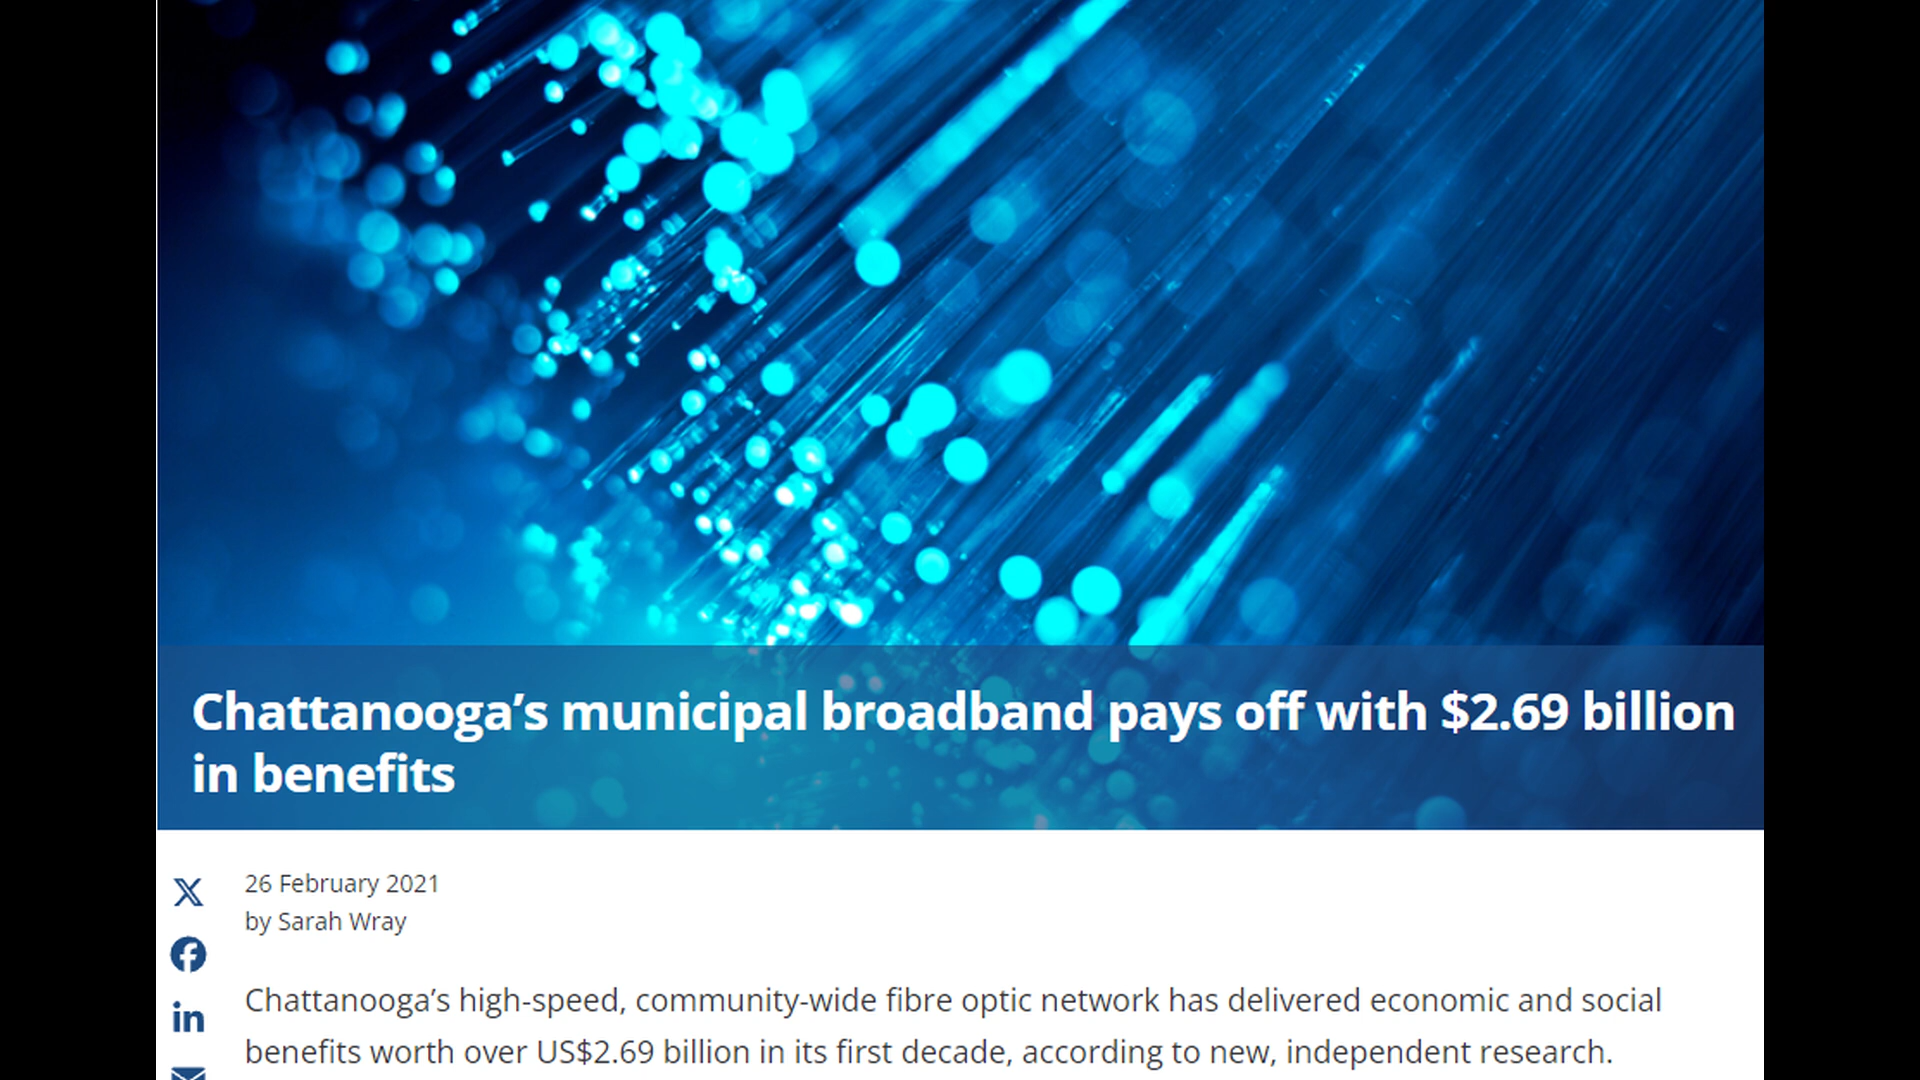 Chattanooga’s municipal broadband pays off with $2.69 billion
in benefits
26 February 2021
by Sarah Wray
Chattanooga’s high-speed, community-wide fibre optic network has delivered economic and social
benefits worth over US$2.69 billion in its first decade, according to new, independent research.